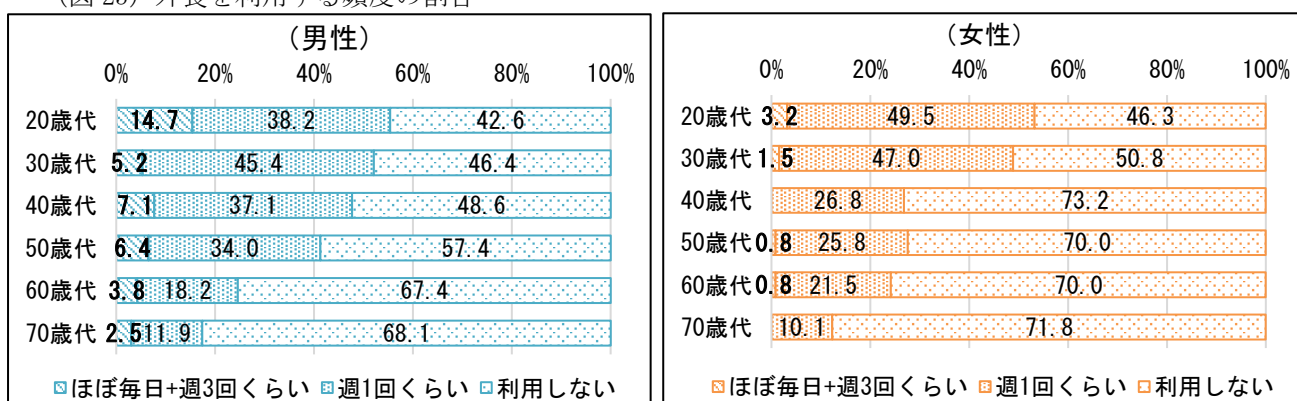 (図25) 外食を利用する頻度の割合
(男性)
0% 20% 40% 60% 80% 100%
20歳代 14.7 38.2 42.6
30歳代 5.2 45.4 46.4
40歳代 7.1 37.1 48.6
50歳代 6.4 34.0 57.4
60歳代 3.8 18.2 67.4
70歳代 2.5 11.9 68.1
ほぼ毎日+週3回くらい 週1回くらい 利用しない
(女性)
0% 20% 40% 60% 80% 100%
20歳代 3.2 49.5 46.3
30歳代 1.5 47.0 50.8
40歳代 26.8 73.2
50歳代 0.8 25.8 70.0
60歳代 0.8 21.5 70.0
70歳代 10.1 71.8
ほぼ毎日+週3回くらい 週1回くらい 利用しない